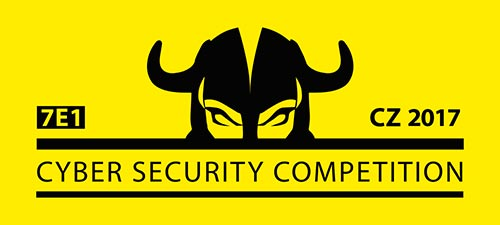 7E1
CZ 2017
CYBER SECURITY COMPETITION